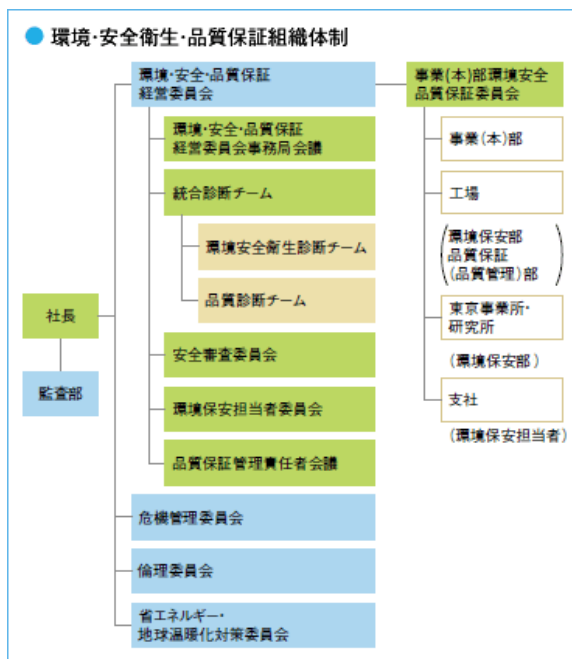 環境・安全衛生・品質保証組織体制
環境・安全・品質保証
経営委員会
環境・安全・品質保証
経営委員会事務局会議
統合診断チーム
環境安全衛生診断チーム
品質診断チーム
安全審査委員会
環境保安担当者委員会
品質保証管理責任者会議
社長
監査部
危機管理委員会
倫理委員会
省エネルギー・
地球温暖化対策委員会
事業(本)部環境安全
品質保証委員会
事業(本)部
工場
(環境保安部
品質保証
(品質管理)部)
東京事業所・
研究所
(環境保安部)
支社
(環境保安担当者)